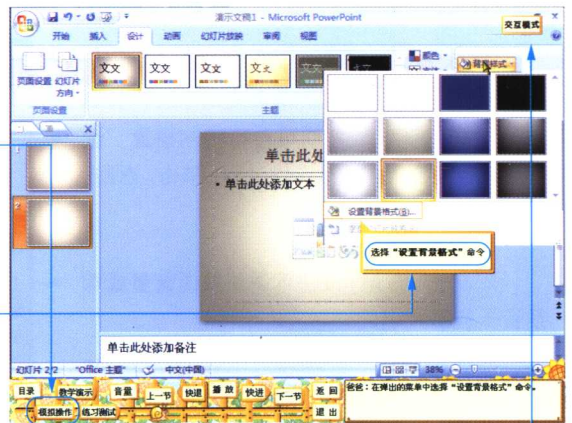 演示文稿1 - Microsoft PowerPoint
交互模式
开始 插入 设计 动画 幻灯片放映 审阅 视图
页面设置 幻灯片方向
文文 文文 文文 文文 文文
颜色
背景样式
页面设置 主题
1
2
单击此处
• 单击此处添加文本
设置背景格式(B)...
选择“设置背景格式”命令
单击此处添加备注
幻灯片 2/2 "Office 主题" 中文(中国) 38%
目录 教学演示 音量 上一节 快退 播放 快进 下一节 返回
模拟操作 练习测试 退出
爸爸：在弹出的菜单中选择“设置背景格式”命令。